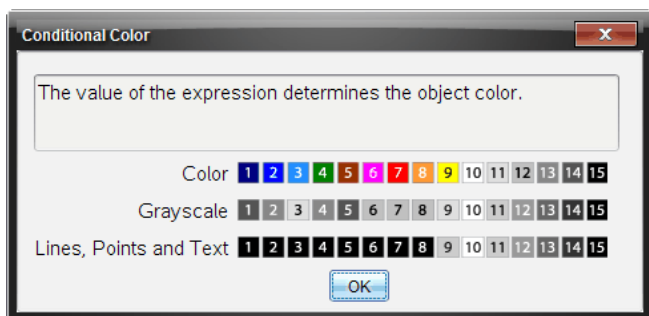 Conditional Color
X
The value of the expression determines the object color.
Color 1 2 3 4 5 6 7 8 9 10 11 12 13 14 15
Grayscale 1 2 3 4 5 6 7 8 9 10 11 12 13 14 15
Lines, Points and Text 1 2 3 4 5 6 7 8 9 10 11 12 13 14 15
OK